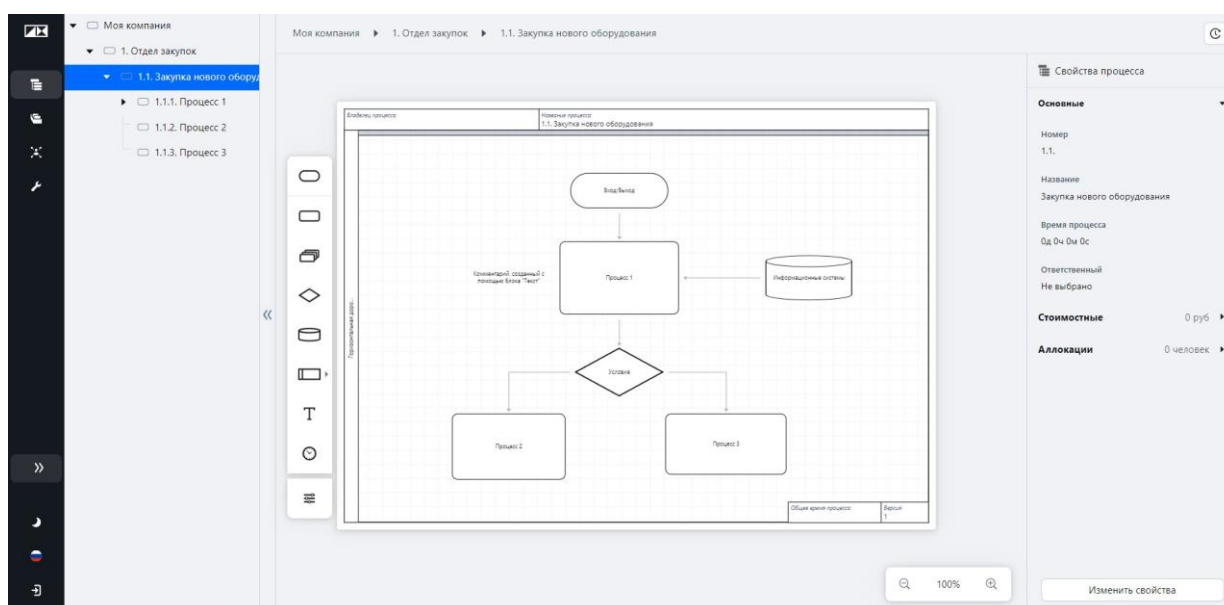 Моя компания
1. Отдел закупок
1.1. Закупка нового оборуд
1.1.1. Процесс 1
1.1.2. Процесс 2
1.1.3. Процесс 3
Моя компания 1. Отдел закупок 1.1. Закупка нового оборудования
Владелец процесса
Название процесса
1.1. Закупка нового оборудования
Горизонтальная доро...
Вход/Выход
Комментарий, созданный с
помощью блока "Текст"
Процесс 1
Информационные системы
Условие
Процесс 2
Процесс 3
Общее время процесса
Версия
1
T
100%
Свойства процесса
Основные
Номер
1.1.
Название
Закупка нового оборудования
Время процесса
0д 0ч 0м 0с
Ответственный
Не выбрано
Стоимостные 0 руб
Аллокации 0 человек
Изменить свойства